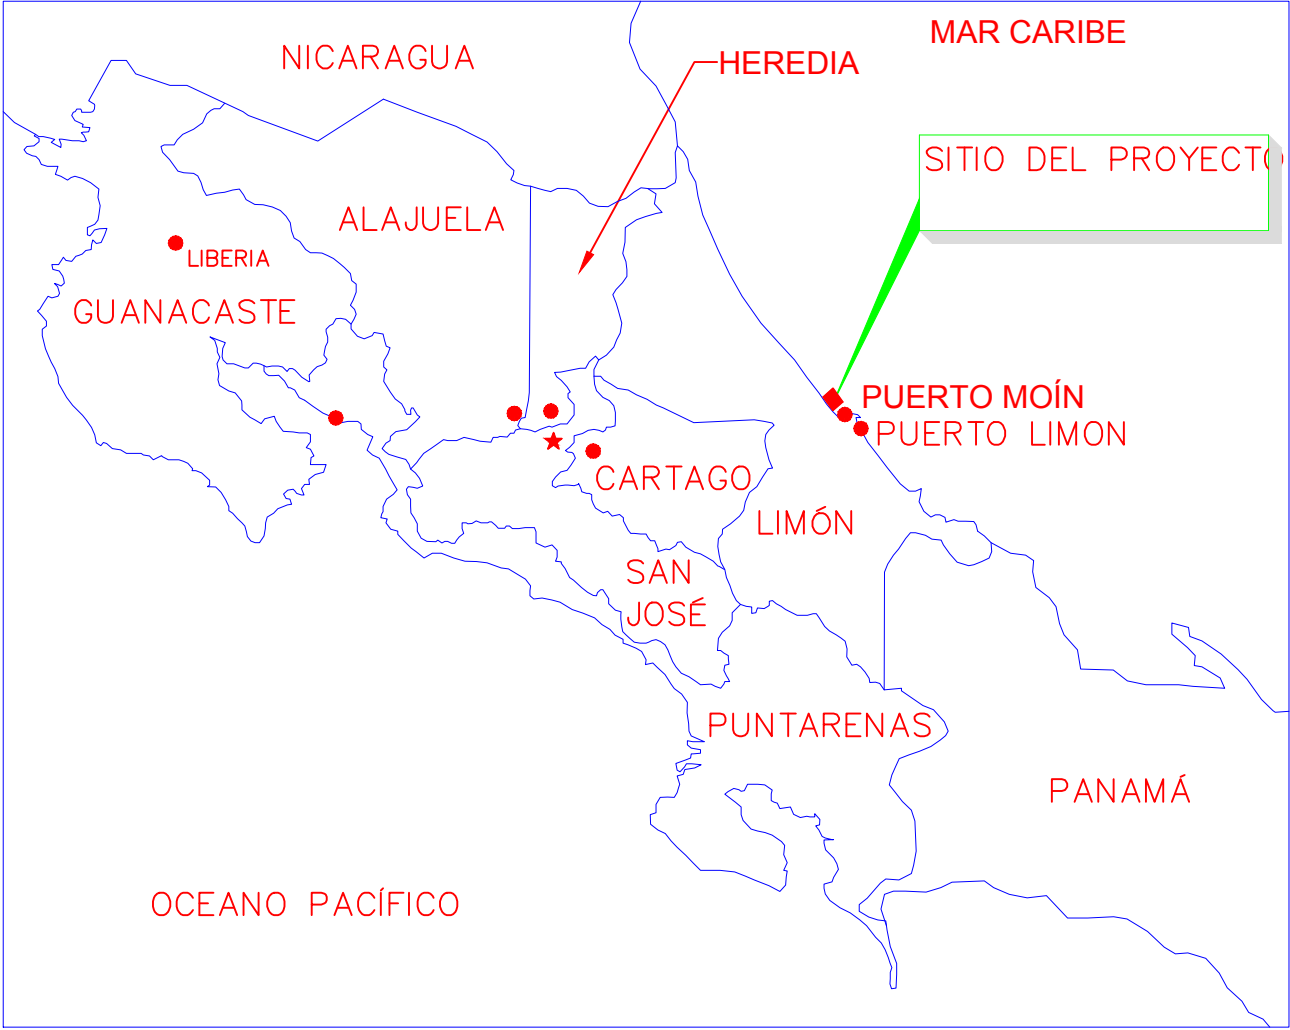 MAR CARIBE
NICARAGUA
HEREDIA
SITIO DEL PROYECTO
ALAJUELA
LIBERIA
GUANACASTE
PUERTO MOÍN
PUERTO LIMON
CARTAGO
LIMÓN
SAN
JOSÉ
PUNTARENAS
PANAMÁ
OCEANO PACÍFICO